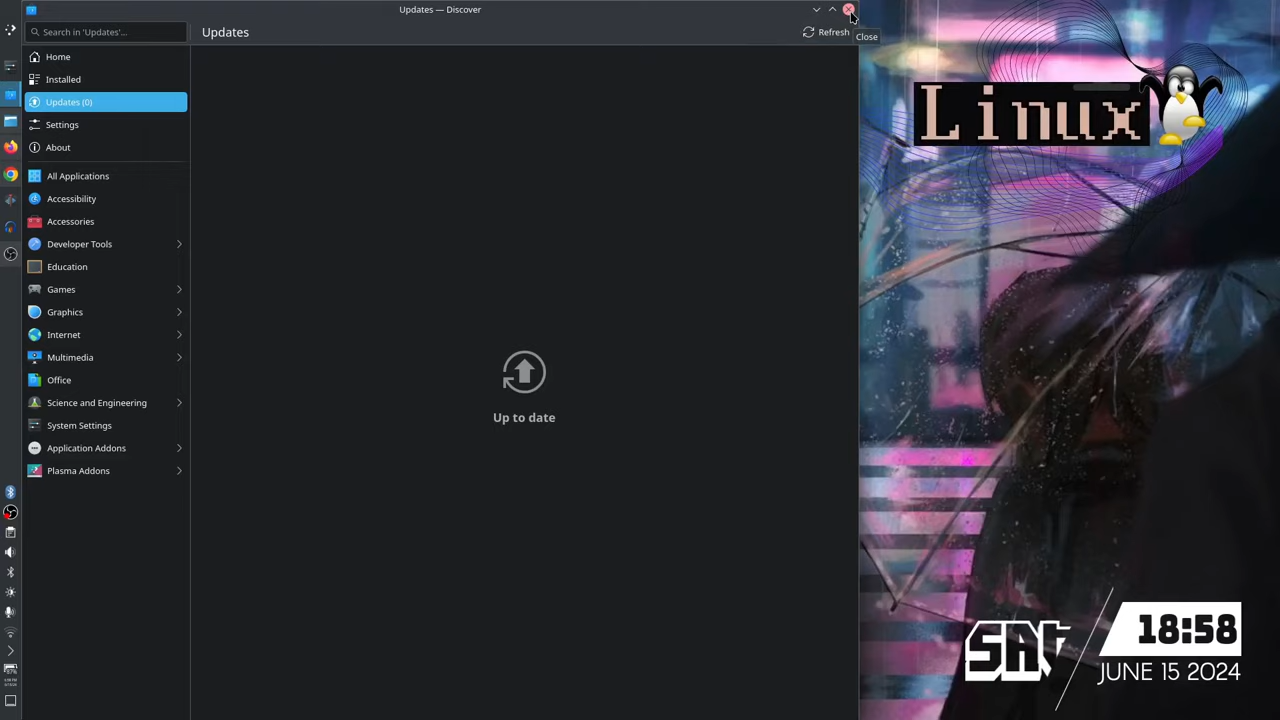 Updates — Discover
Search in 'Updates'...
Updates
Refresh
Close
Home
Installed
Updates (0)
Settings
About
All Applications
Accessibility
Accessories
Developer Tools
Education
Games
Graphics
Internet
Multimedia
Office
Science and Engineering
System Settings
Application Addons
Plasma Addons
Up to date
Linux
SAT
18:58
JUNE 15 2024